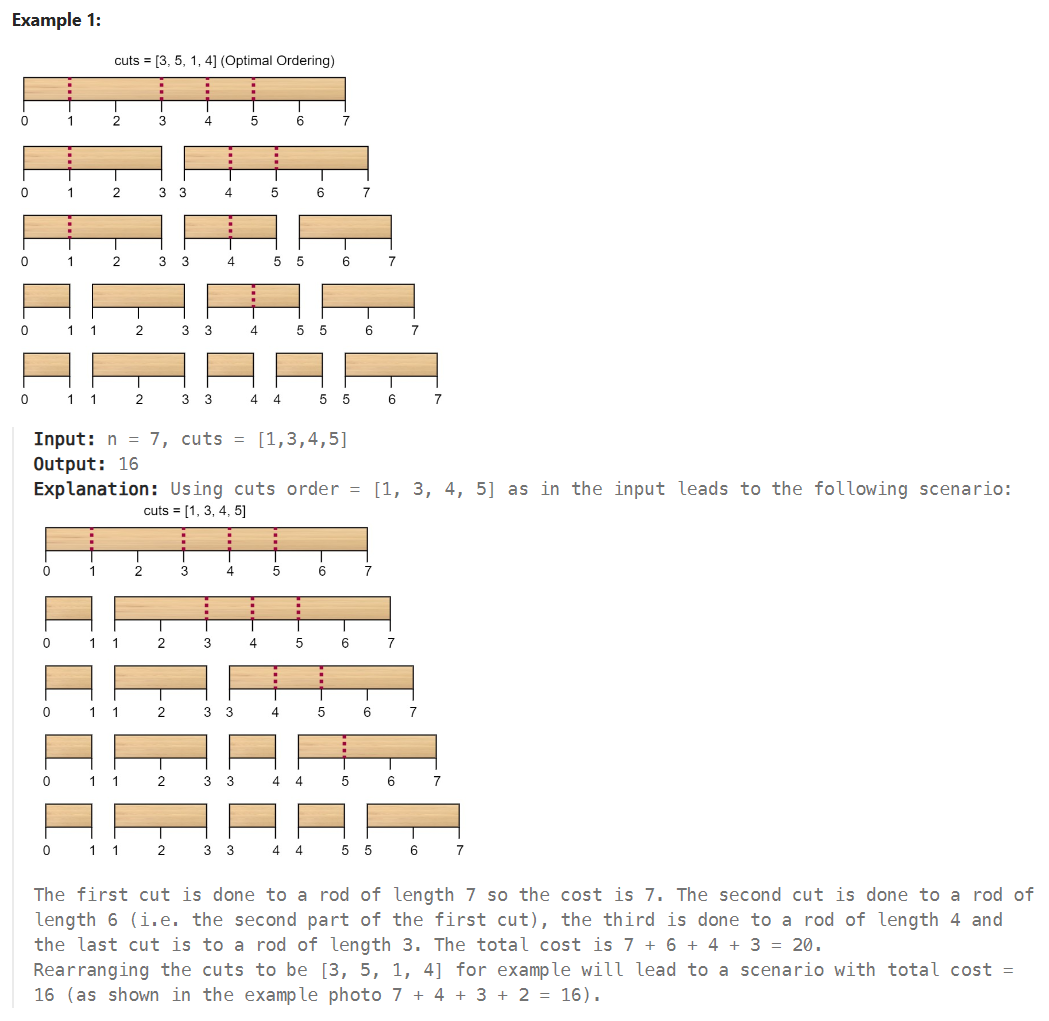 Example 1:
cuts = [3, 5, 1, 4] (Optimal Ordering)
0 1 2 3 4 5 6 7
0 1 2 3 3 4 5 6 7
0 1 2 3 3 4 5 5 6 7
0 1 1 2 3 3 4 5 5 6 7
0 1 1 2 3 3 4 4 5 5 6 7
Input: n = 7, cuts = [1,3,4,5]
Output: 16
Explanation: Using cuts order = [1, 3, 4, 5] as in the input leads to the following scenario:
cuts = [1, 3, 4, 5]
0 1 2 3 4 5 6 7
0 1 1 2 3 4 5 6 7
0 1 1 2 3 3 4 5 6 7
0 1 1 2 3 3 4 4 5 6 7
0 1 1 2 3 3 4 4 5 5 6 7
The first cut is done to a rod of length 7 so the cost is 7. The second cut is done to a rod of
length 6 (i.e. the second part of the first cut), the third is done to a rod of length 4 and
the last cut is to a rod of length 3. The total cost is 7 + 6 + 4 + 3 = 20.
Rearranging the cuts to be [3, 5, 1, 4] for example will lead to a scenario with total cost =
16 (as shown in the example photo 7 + 4 + 3 + 2 = 16).